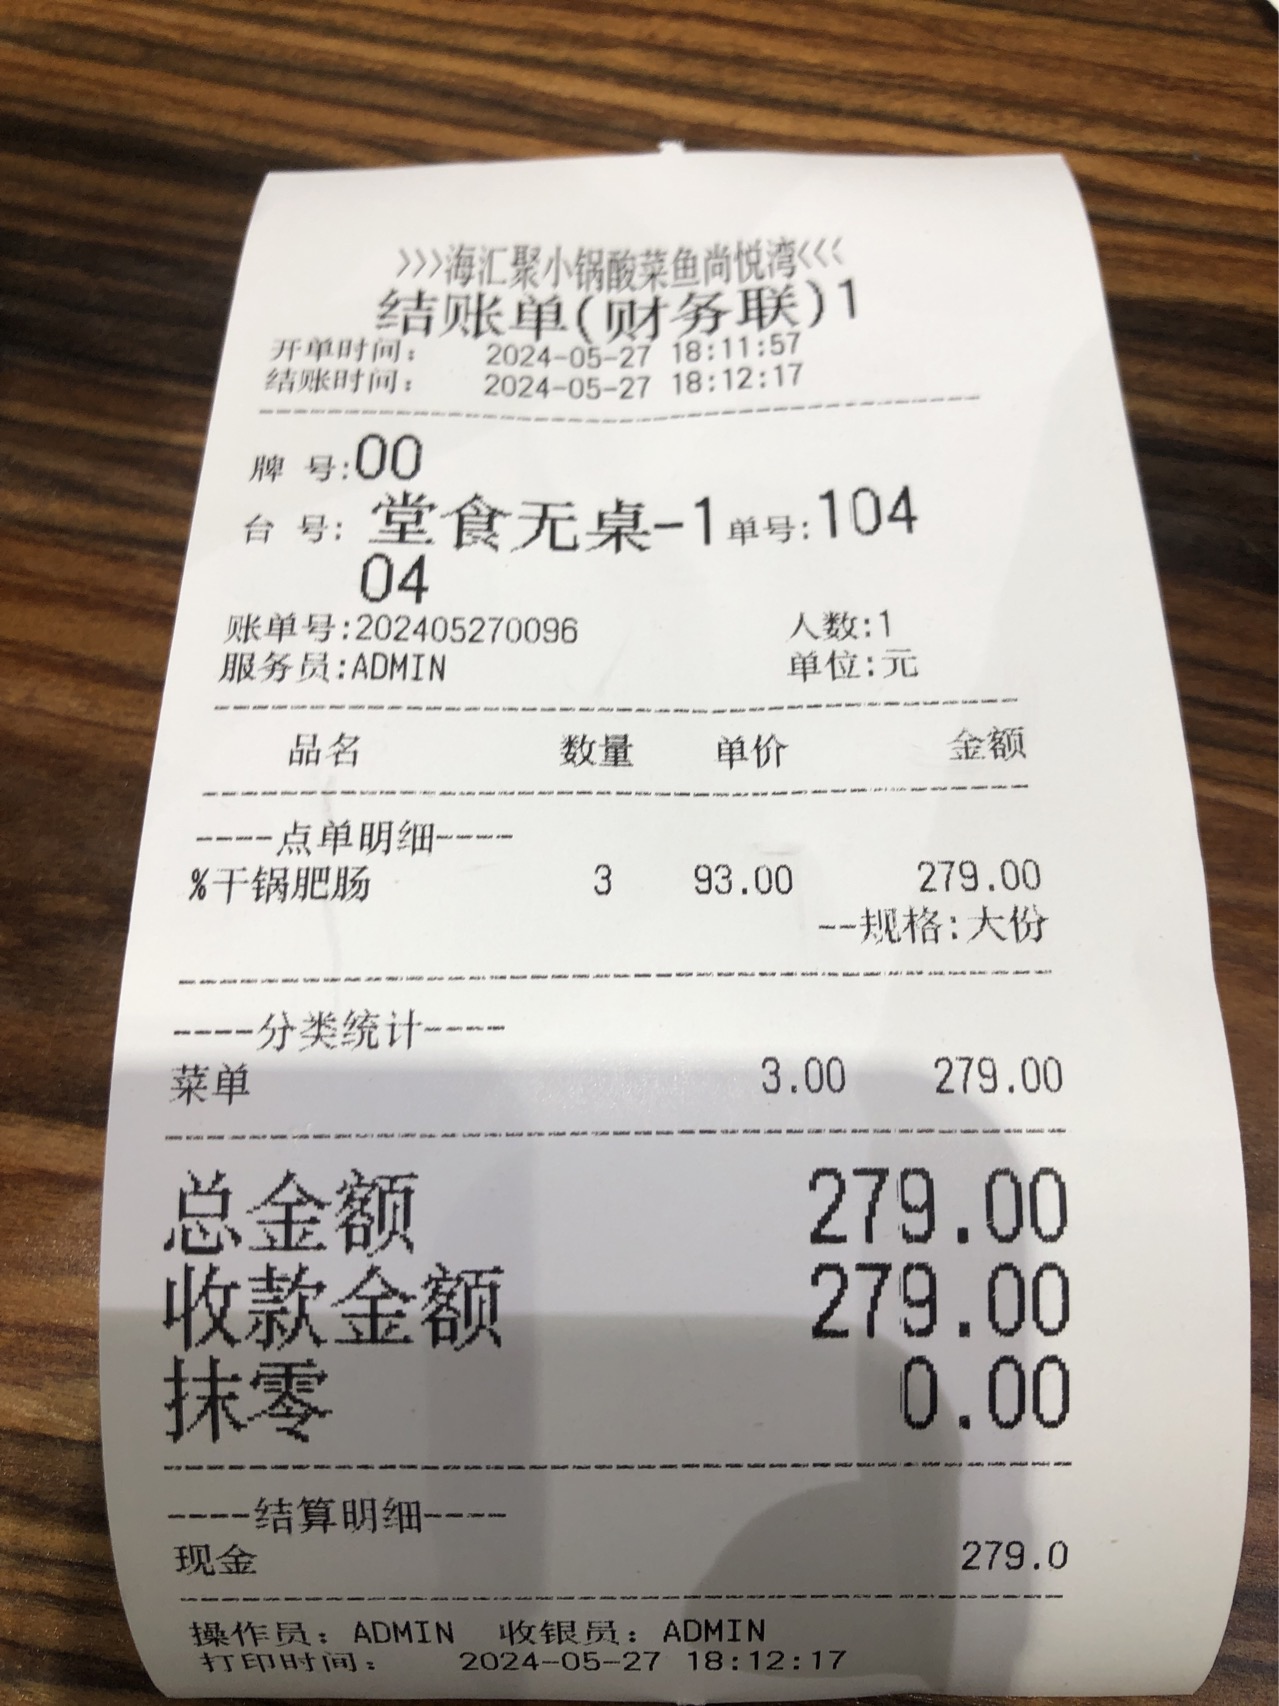 >>>海汇聚小锅酸菜鱼尚悦湾<<<
结账单(财务联)1
开单时间: 2024-05-27 18:11:57
结账时间: 2024-05-27 18:12:17
牌 号:00
台 号: 堂食无桌-1 单号:104
04
账单号:202405270096 人数:1
服务员:ADMIN 单位:元
品名 数量 单价 金额
----点单明细----
%干锅肥肠 3 93.00 279.00
--规格:大份
----分类统计----
菜单 3.00 279.00
总金额 279.00
收款金额 279.00
抹零 0.00
----结算明细----
现金 279.0
操作员: ADMIN 收银员: ADMIN
打印时间: 2024-05-27 18:12:17